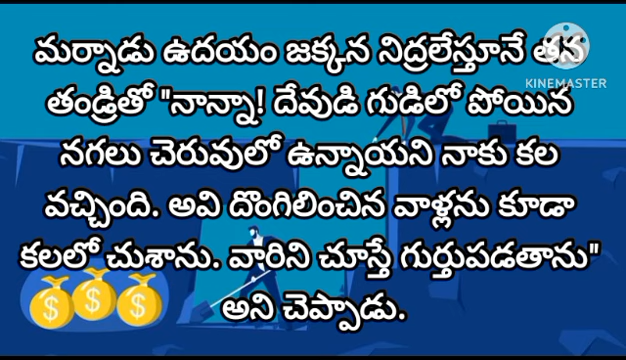 మర్నాడు ఉదయం జక్కన నిద్రలేస్తూనే తన
KINEMASTER
తండ్రితో "నాన్నా! దేవుడి గుడిలో పోయిన
నగలు చెరువులో ఉన్నాయని నాకు కల
వచ్చింది. అవి దొంగిలించిన వాళ్లను కూడా
కలలో చుశాను. వారిని చూస్తే గుర్తుపడతాను"
అని చెప్పాడు.